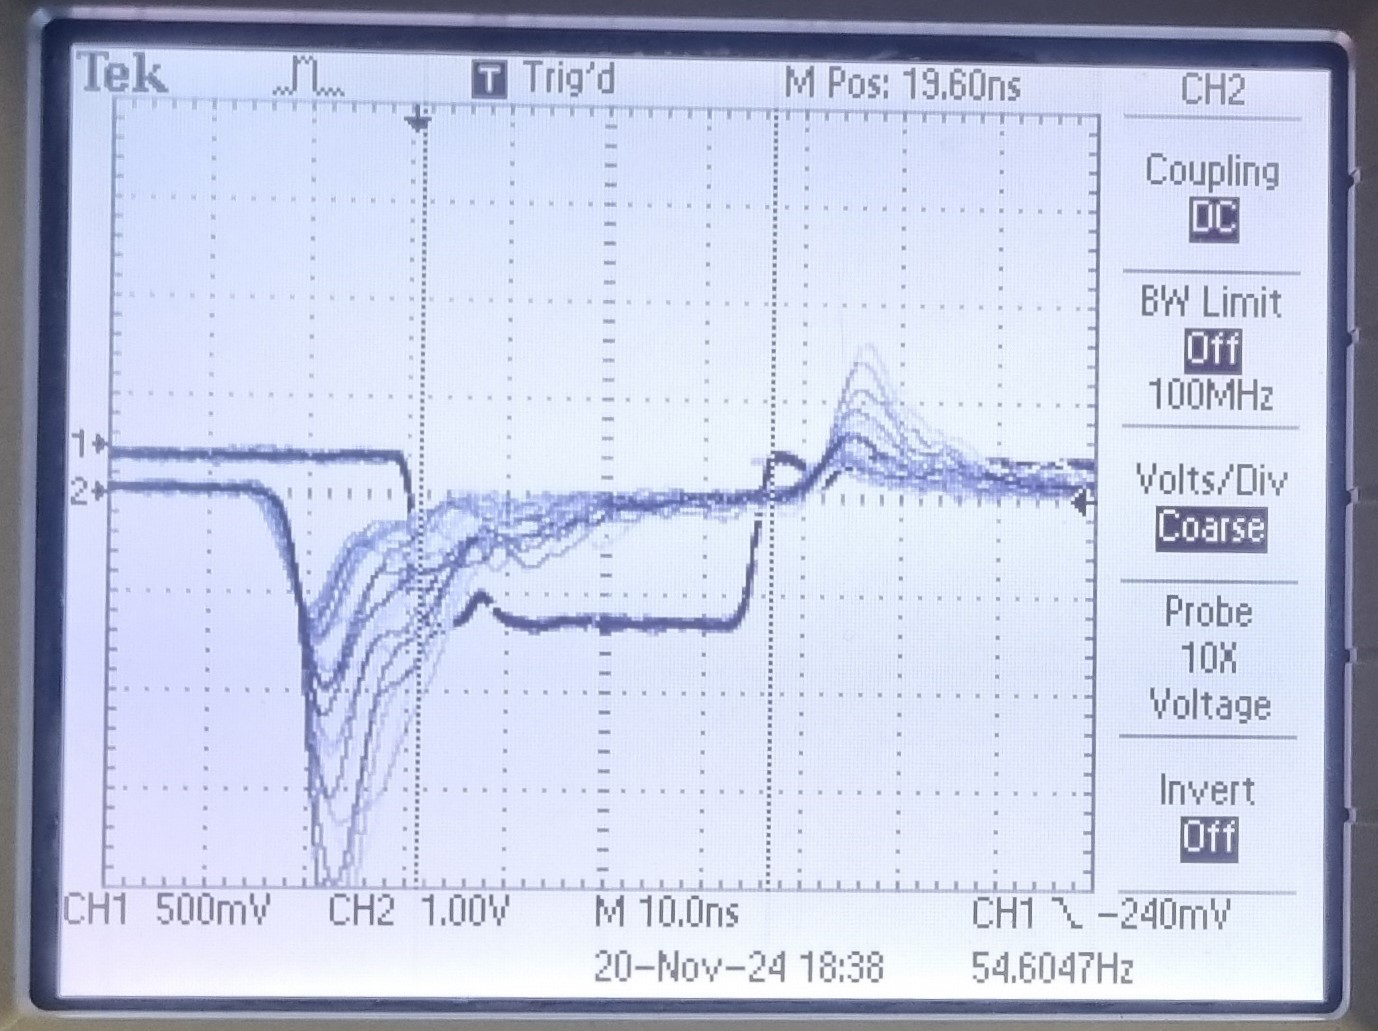 Tek T Trig'd M Pos: 19.60ns CH2
Coupling
DC
BW Limit
Off
100MHz
1
Volts/Div
2
Coarse
Probe
10X
Voltage
Invert
Off
CH1 500mV CH2 1.00V M 10.0ns CH1 -240mV
20-Nov-24 18:38 54.6047Hz